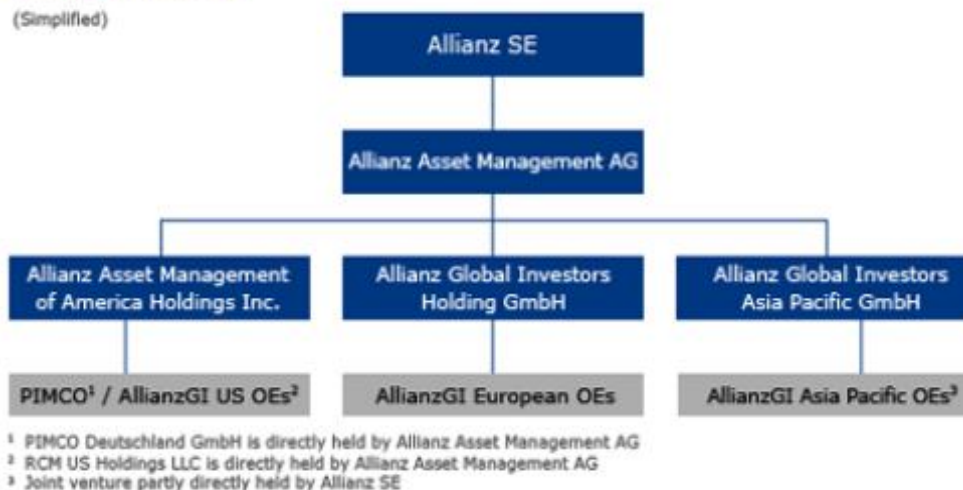 (Simplified)
Allianz SE
Allianz Asset Management AG
Allianz Asset Management
of America Holdings Inc.
Allianz Global Investors
Holding GmbH
Allianz Global Investors
Asia Pacific GmbH
PIMCO¹ / AllianzGI US OEs²
AllianzGI European OEs
AllianzGI Asia Pacific OEs³
¹ PIMCO Deutschland GmbH is directly held by Allianz Asset Management AG
² RCM US Holdings LLC is directly held by Allianz Asset Management AG
³ Joint venture partly directly held by Allianz SE